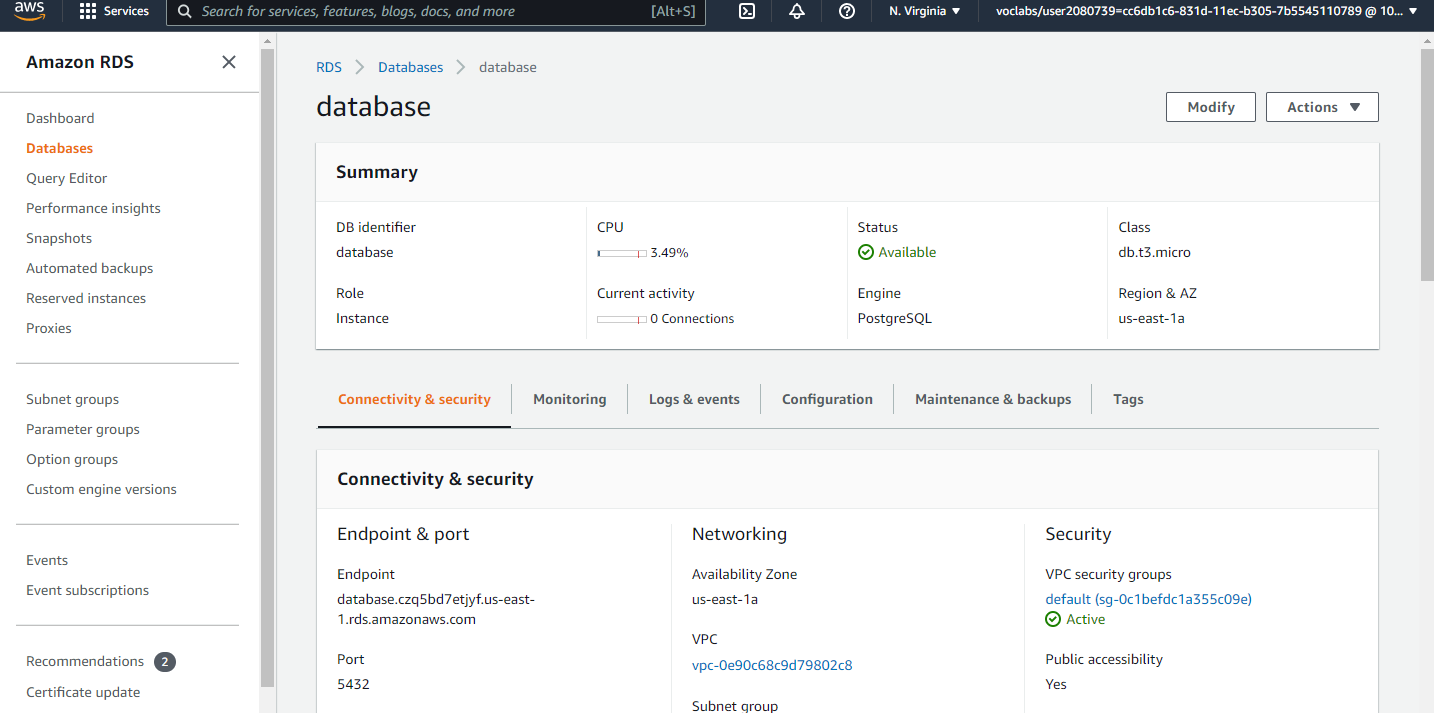 aws
Services
Search for services, features, blogs, docs, and more
[Alt+S]
N. Virginia
voclabs/user2080739=cc6db1c6-831d-11ec-b305-7b5545110789 @ 10...
Amazon RDS
Dashboard
Databases
Query Editor
Performance insights
Snapshots
Automated backups
Reserved instances
Proxies
Subnet groups
Parameter groups
Option groups
Custom engine versions
Events
Event subscriptions
Recommendations 2
Certificate update
RDS > Databases > database
database
Modify
Actions
Summary
DB identifier
database
CPU
3.49%
Status
Available
Class
db.t3.micro
Role
Instance
Current activity
0 Connections
Engine
PostgreSQL
Region & AZ
us-east-1a
Connectivity & security
Monitoring
Logs & events
Configuration
Maintenance & backups
Tags
Connectivity & security
Endpoint & port
Endpoint
database.czq5bd7etjyf.us-east-
1.rds.amazonaws.com
Port
5432
Networking
Availability Zone
us-east-1a
VPC
vpc-0e90c68c9d79802c8
Subnet group
Security
VPC security groups
default (sg-0c1befdc1a355c09e)
Active
Public accessibility
Yes